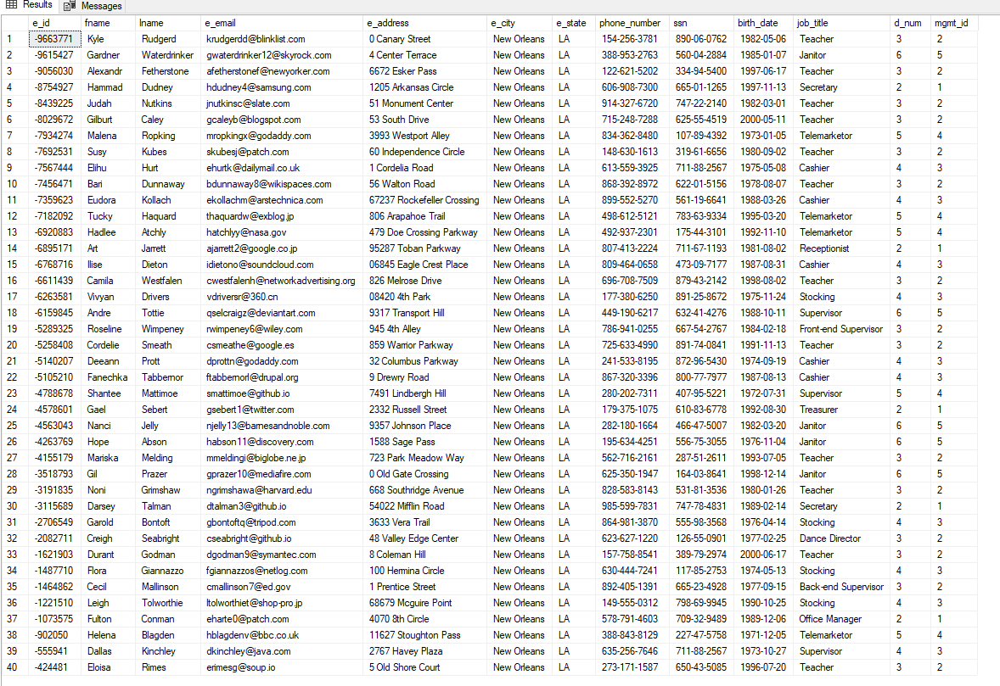 Results Messages
e_id fname lname e_email e_address e_city e_state phone_number ssn birth_date job_title d_num mgmt_id
1 -9663771 Kyle Rudgerd krudgerdd@blinklist.com 0 Canary Street New Orleans LA 154-256-3781 890-06-0762 1982-05-06 Teacher 3 2
2 -9615427 Gardner Waterdrinker gwaterdrinker12@skyrock.com 4 Center Terrace New Orleans LA 388-953-2763 560-04-2884 1985-01-07 Janitor 6 5
3 -9056030 Alexandr Fetherstone afetherstonef@newyorker.com 6672 Esker Pass New Orleans LA 122-621-5202 334-94-5400 1997-06-17 Teacher 3 2
4 -8754927 Hammad Dudney hdudney4@samsung.com 1205 Arkansas Circle New Orleans LA 606-908-7300 665-01-1265 1997-11-13 Secretary 2 1
5 -8439225 Judah Nutkins jnutkinsc@slate.com 51 Monument Center New Orleans LA 914-327-6720 747-22-2140 1982-03-01 Teacher 3 2
6 -8029672 Gilburt Caley gcaleyb@blogspot.com 53 South Drive New Orleans LA 715-248-7288 625-55-4519 2000-05-11 Teacher 3 2
7 -7934274 Malena Ropking mropkingx@godaddy.com 3993 Westport Alley New Orleans LA 834-362-8480 107-89-4392 1973-01-05 Telemarketor 5 4
8 -7692531 Susy Kubes skubesj@patch.com 60 Independence Circle New Orleans LA 148-630-1613 319-61-6656 1980-09-02 Teacher 3 2
9 -7567444 Elihu Hurt ehurtk@dailymail.co.uk 1 Cordelia Road New Orleans LA 613-559-3925 711-88-2567 1975-05-08 Cashier 4 3
10 -7456471 Bari Dunnaway bdunnaway8@wikispaces.com 56 Walton Road New Orleans LA 868-392-8972 622-01-5156 1978-08-07 Teacher 3 2
11 -7359623 Eudora Kollach ekollachm@arstechnica.com 67237 Rockefeller Crossing New Orleans LA 899-552-5270 561-19-6641 1988-03-26 Cashier 4 3
12 -7182092 Tucky Haquard thaquardw@exblog.jp 806 Arapahoe Trail New Orleans LA 498-612-5121 783-63-9334 1995-03-20 Telemarketor 5 4
13 -6920883 Hadlee Atchly hatchlyy@nasa.gov 479 Doe Crossing Parkway New Orleans LA 492-937-2301 175-44-3101 1992-11-10 Telemarketor 5 4
14 -6895171 Art Jarrett ajarrett2@google.co.jp 95287 Toban Parkway New Orleans LA 807-413-2224 711-67-1193 1981-08-02 Receptionist 2 1
15 -6768716 Ilise Dieton idietono@soundcloud.com 06845 Eagle Crest Place New Orleans LA 809-464-0658 473-09-7177 1987-08-31 Cashier 4 3
16 -6611439 Camila Westfalen cwestfalenh@networkadvertising.org 826 Melrose Drive New Orleans LA 696-708-7509 879-43-2142 1998-08-02 Teacher 3 2
17 -6263581 Vivyan Drivers vdriversr@360.cn 08420 4th Park New Orleans LA 177-380-6250 891-25-8672 1975-11-24 Stocking 4 3
18 -6159845 Andre Tottie qselcraigz@deviantart.com 9317 Transport Hill New Orleans LA 449-190-6217 632-41-4276 1988-10-11 Supervisor 6 5
19 -5289325 Roseline Wimpeney rwimpeney6@wiley.com 945 4th Alley New Orleans LA 786-941-0255 667-54-2767 1984-02-18 Front-end Supervisor 3 2
20 -5258408 Cordelie Smeath csmeathe@google.es 859 Warrior Parkway New Orleans LA 725-633-4990 891-74-0841 1991-11-13 Teacher 3 2
21 -5140207 Deeann Prott dprottn@godaddy.com 32 Columbus Parkway New Orleans LA 241-533-8195 872-96-5430 1974-09-19 Cashier 4 3
22 -5105210 Fanechka Tabbernor ftabbernorl@drupal.org 9 Drewry Road New Orleans LA 867-320-3396 800-77-7977 1987-08-13 Cashier 4 3
23 -4788678 Shantee Mattimoe smattimoe@github.io 7491 Lindbergh Hill New Orleans LA 280-202-7311 407-95-5221 1972-07-31 Supervisor 5 4
24 -4578601 Gael Sebert gsebert1@twitter.com 2332 Russell Street New Orleans LA 179-375-1075 610-83-6778 1992-08-30 Treasurer 2 1
25 -4563043 Nanci Jelly njelly13@barnesandnoble.com 9357 Johnson Place New Orleans LA 282-180-1664 466-47-5007 1982-03-20 Janitor 6 5
26 -4263769 Hope Abson habson11@discovery.com 1588 Sage Pass New Orleans LA 195-634-4251 556-75-3055 1976-11-04 Janitor 6 5
27 -4155179 Mariska Melding mmeldingi@biglobe.ne.jp 723 Park Meadow Way New Orleans LA 562-716-2161 287-51-2611 1993-07-05 Teacher 3 2
28 -3518793 Gil Prazer gprazer10@mediafire.com 0 Old Gate Crossing New Orleans LA 625-350-1947 164-03-8641 1998-12-14 Janitor 6 5
29 -3191835 Noni Grimshaw ngrimshawa@harvard.edu 668 Southridge Avenue New Orleans LA 828-583-8143 531-81-3536 1980-01-26 Teacher 3 2
30 -3115689 Darsey Talman dtalman3@github.io 54022 Mifflin Road New Orleans LA 985-599-7831 747-78-4831 1989-02-14 Secretary 2 1
31 -2706549 Garold Bontoft gbontoftq@tripod.com 3633 Vera Trail New Orleans LA 864-981-3870 555-98-3568 1976-04-14 Stocking 4 3
32 -2082711 Creigh Seabright cseabright@github.io 48 Valley Edge Center New Orleans LA 623-627-1220 126-55-0901 1977-02-25 Dance Director 3 2
33 -1621903 Durant Godman dgodman9@symantec.com 8 Coleman Hill New Orleans LA 157-758-8541 389-79-2974 2000-06-17 Teacher 3 2
34 -1487710 Flora Giannazzo fgiannazzos@netlog.com 100 Hermina Circle New Orleans LA 630-444-7241 117-85-2753 1974-05-13 Stocking 4 3
35 -1464862 Cecil Mallinson cmallinson7@ed.gov 1 Prentice Street New Orleans LA 892-405-1391 665-23-4928 1977-09-15 Back-end Supervisor 3 2
36 -1221510 Leigh Tolworthie ltolworthiet@shop-pro.jp 68679 Mcguire Point New Orleans LA 149-555-0312 798-69-9945 1990-10-25 Stocking 4 3
37 -1073575 Fulton Conman eharte0@patch.com 4070 8th Circle New Orleans LA 578-791-4603 709-32-9489 1989-12-06 Office Manager 2 1
38 -902050 Helena Blagden hblagdenv@bbc.co.uk 11627 Stoughton Pass New Orleans LA 388-843-8129 227-47-5758 1971-12-05 Telemarketor 5 4
39 -555941 Dallas Kinchley dkinchley@java.com 2767 Havey Plaza New Orleans LA 635-256-7646 711-88-2567 1973-10-27 Supervisor 4 3
40 -424481 Eloisa Rimes erimesg@soup.io 5 Old Shore Court New Orleans LA 273-171-1587 650-43-5085 1996-07-20 Teacher 3 2